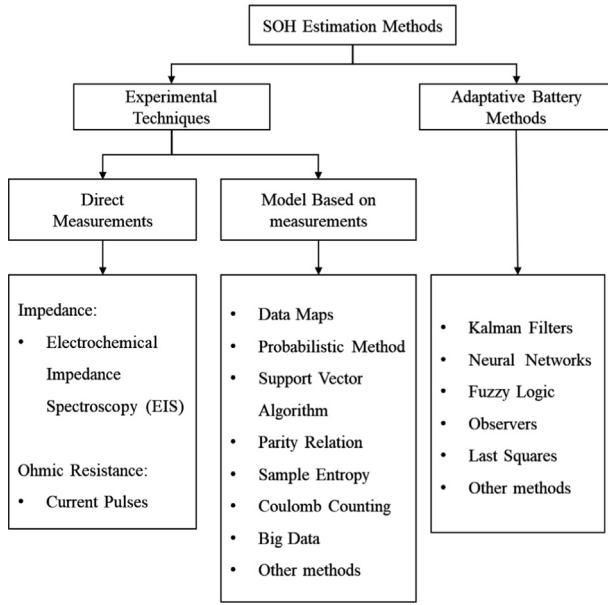 SOH Estimation Methods
Experimental
Techniques
Adaptative Battery
Methods
Direct
Measurements
Model Based on
measurements
Impedance:
• Electrochemical
Impedance
Spectroscopy (EIS)
Ohmic Resistance:
• Current Pulses
• Data Maps
• Probabilistic Method
• Support Vector
Algorithm
• Parity Relation
• Sample Entropy
• Coulomb Counting
• Big Data
• Other methods
• Kalman Filters
• Neural Networks
• Fuzzy Logic
• Observers
• Last Squares
• Other methods